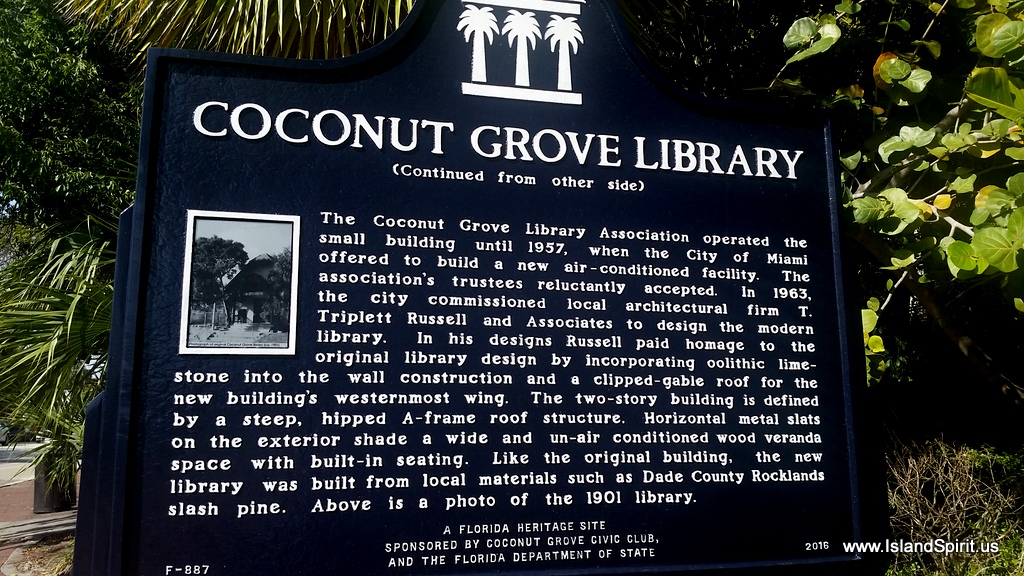 COCONUT GROVE LIBRARY
(Continued from other side)
The Coconut Grove Library Association operated the
small building until 1957, when the City of Miami
offered to build a new air-conditioned facility. The
association's trustees reluctantly accepted. In 1963,
the city commissioned local architectural firm T.
Triplett Russell and Associates to design the modern
library. In his designs Russell paid homage to the
original library design by incorporating oolithic lime-
stone into the wall construction and a clipped-gable roof for the
new building's westernmost wing. The two-story building is defined
by a steep, hipped A-frame roof structure. Horizontal metal slats
on the exterior shade a wide and un-air conditioned wood veranda
space with built-in seating. Like the original building, the new
library was built from local materials such as Dade County Rocklands
slash pine. Above is a photo of the 1901 library.
A FLORIDA HERITAGE SITE
SPONSORED BY COCONUT GROVE CIVIC CLUB,
AND THE FLORIDA DEPARTMENT OF STATE
F-887
2016
www.IslandSpirit.us